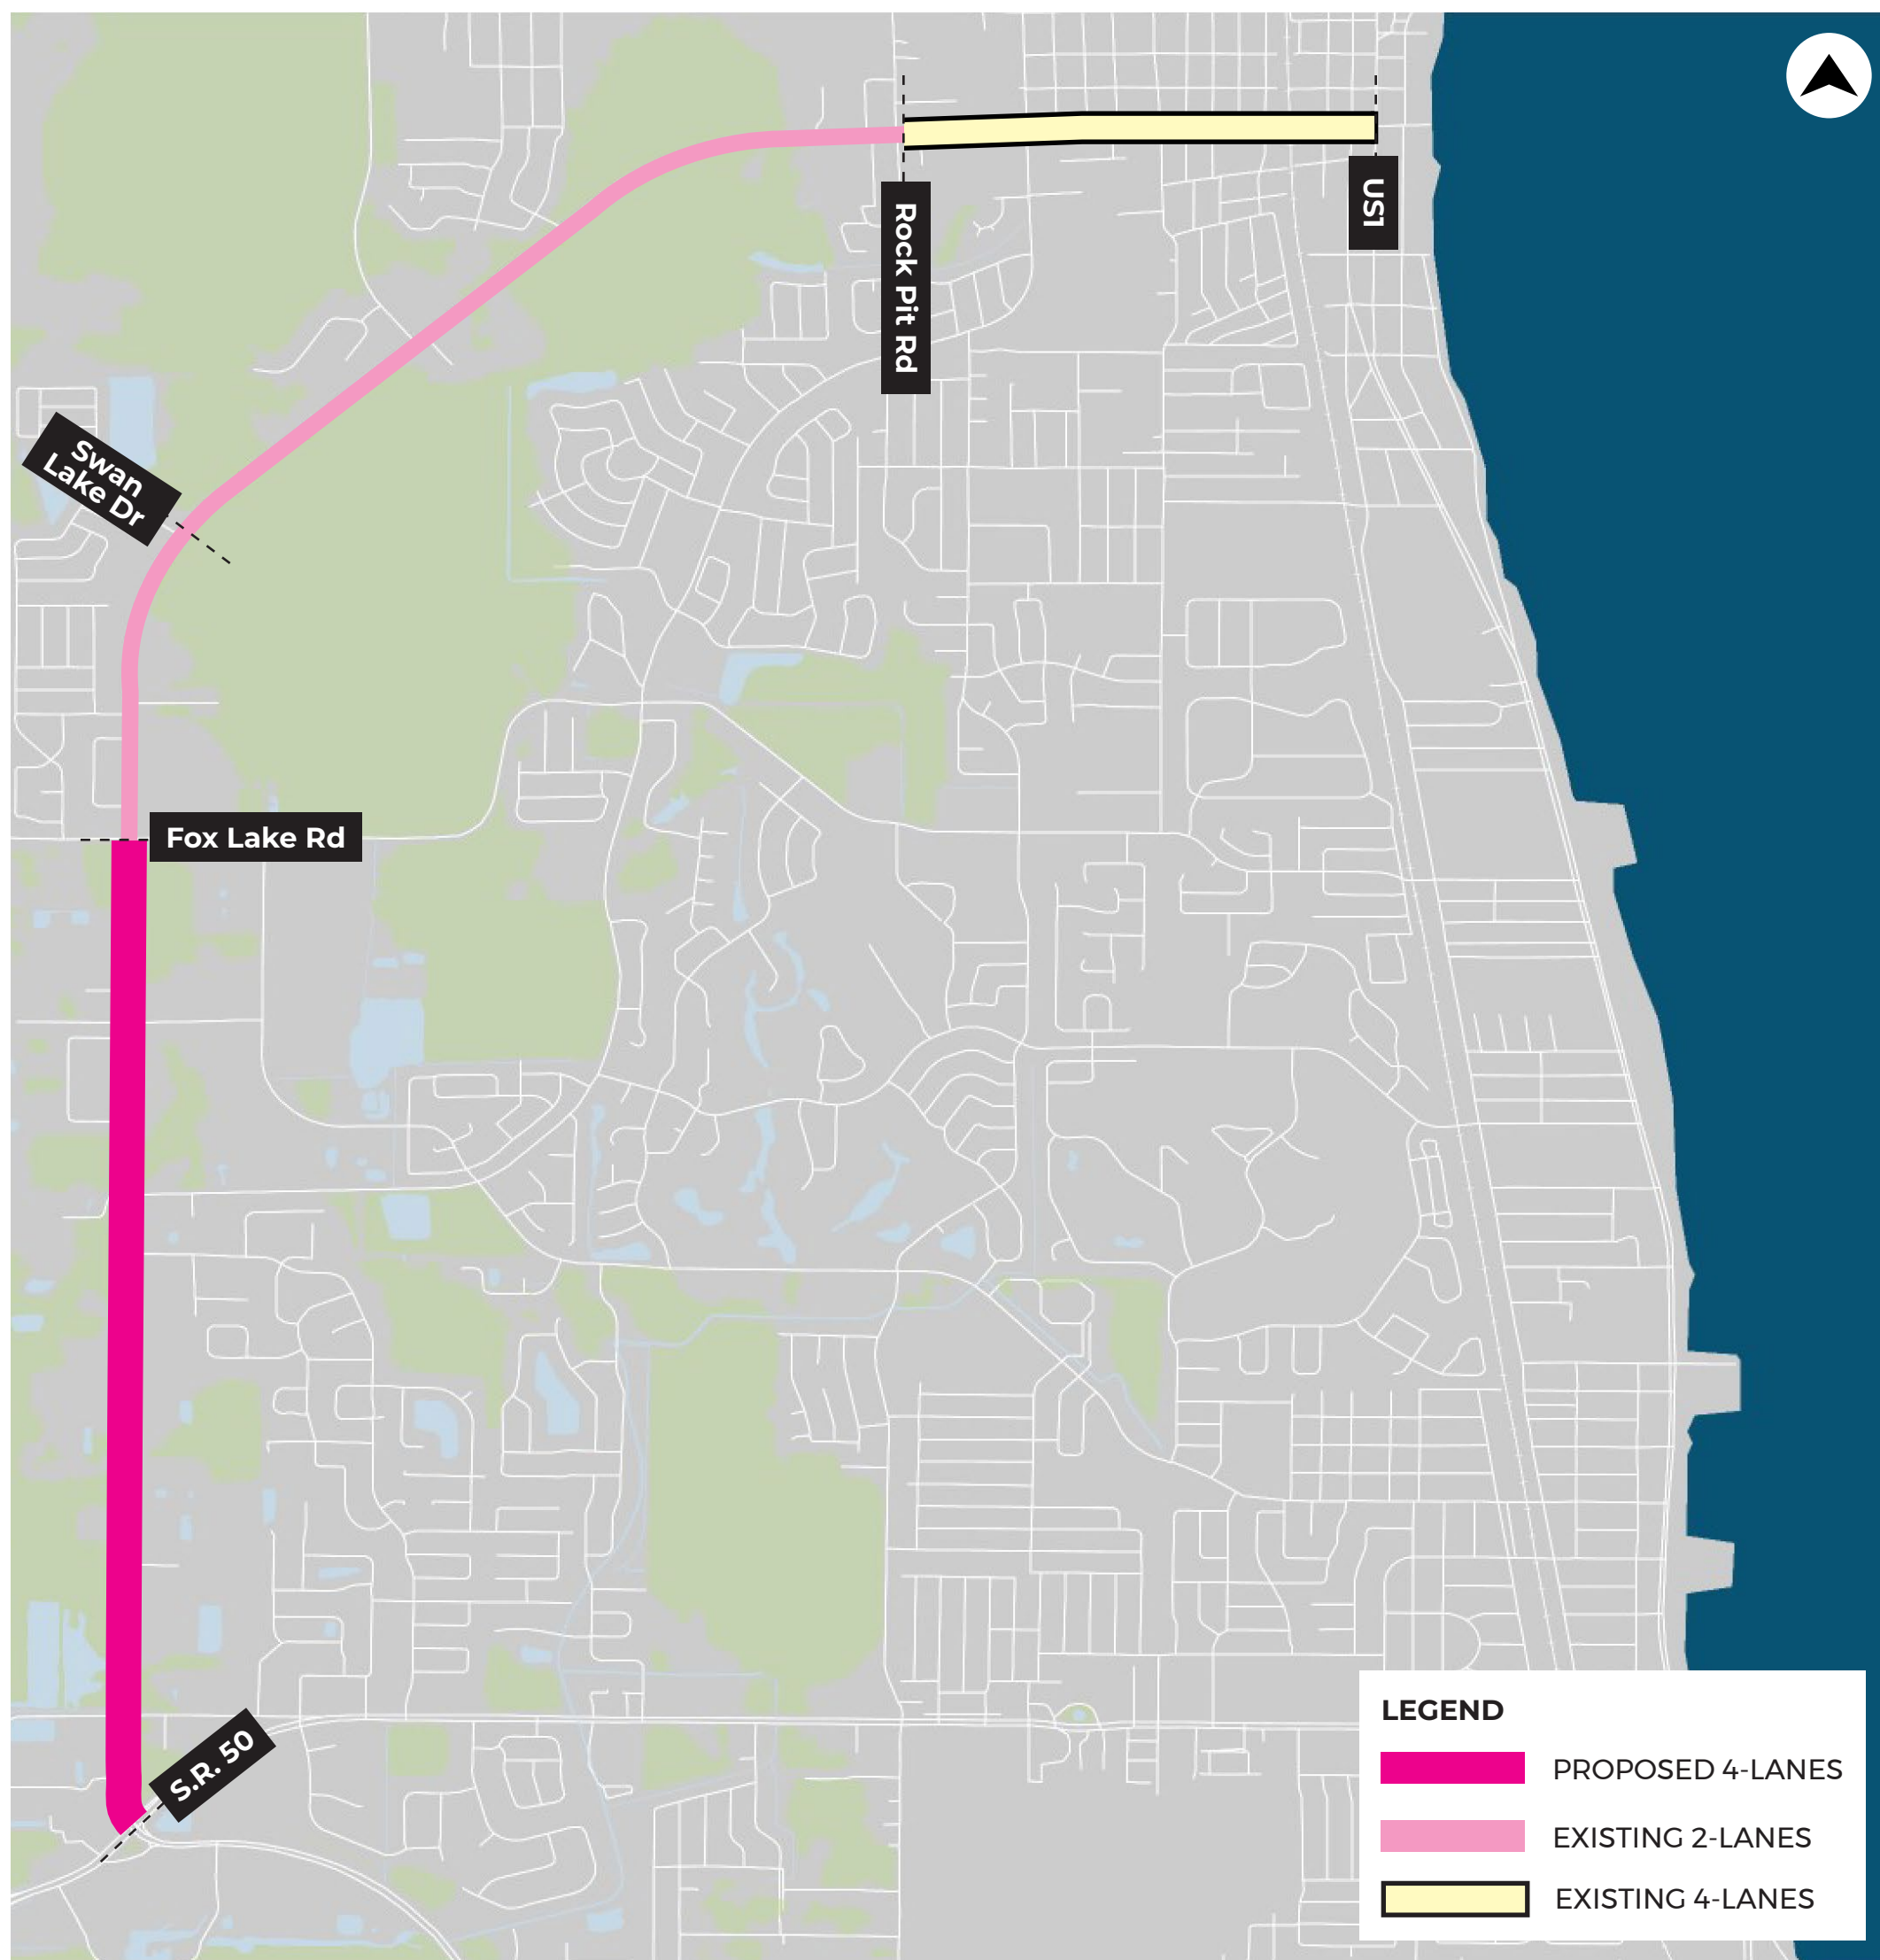 US1
Rock Pit Rd
Swan
Lake Dr
Fox Lake Rd
S.R. 50
LEGEND
PROPOSED 4-LANES
EXISTING 2-LANES
EXISTING 4-LANES